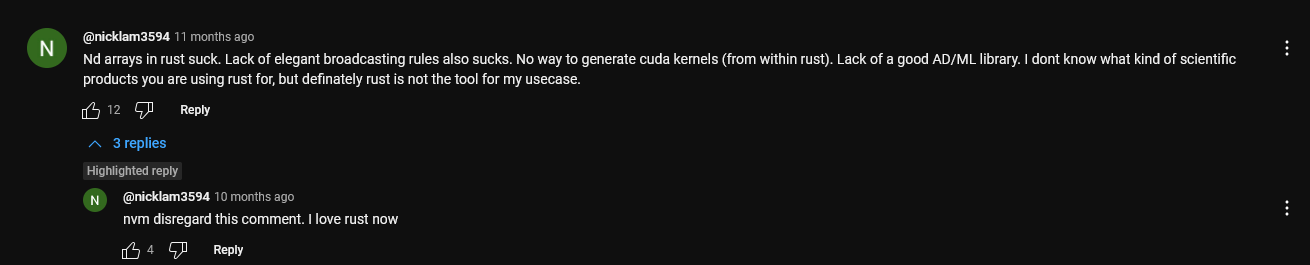 N
@nicklam3594 11 months ago
Nd arrays in rust suck. Lack of elegant broadcasting rules also sucks. No way to generate cuda kernels (from within rust). Lack of a good AD/ML library. I dont know what kind of scientific
products you are using rust for, but definately rust is not the tool for my usecase.
12 Reply
3 replies
Highlighted reply
N
@nicklam3594 10 months ago
nvm disregard this comment. I love rust now
4 Reply